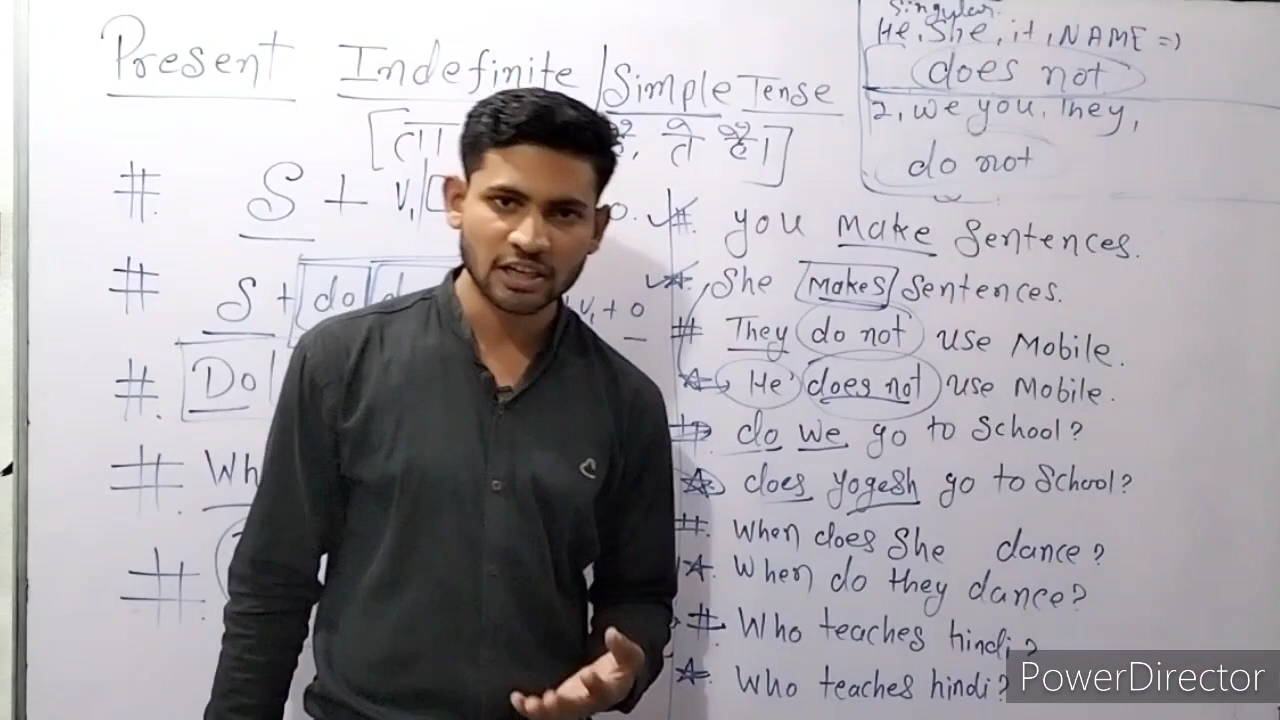 Present Indefinite/Simple Tense
ते है।]
# S + V₁
# S + do V₁ + O
# Do
# Wh
#
Singular
He, She, it, NAME =>
does not
I, we you, They,
do not
# you Make Sentences.
She Makes Sentences.
# They do not use Mobile.
He does not use Mobile.
# do we go to School?
does yogesh go to School?
# When does She dance?
When do they dance?
# Who teaches hindi?
Who teaches hindi?
PowerDirector